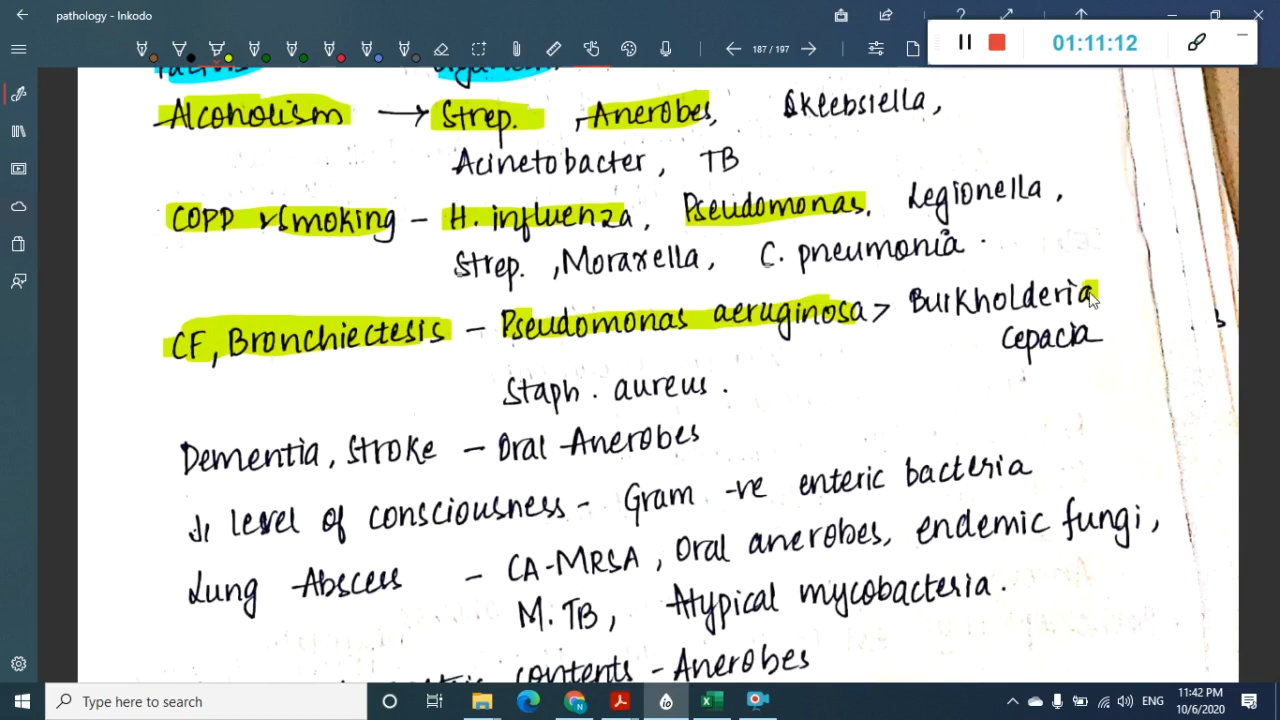 pathology - Inkodo
187 / 197
01:11:12
Alcoholism → Strep. , Anerobes, Kleebsiella,
Acinetobacter, TB
COPD & Smoking - H. influenza, Pseudomonas, Legionella,
Strep. , Moraxella, C. pneumonia .
CF, Bronchiectesis - Pseudomonas aeruginosa > Burkholderia
Cepacia
Staph . aureus .
Dementia, Stroke - Oral Anerobes
↓ level of consciousness - Gram -ve enteric bacteria
Lung Abscess - CA-MRSA, Oral anerobes, endemic fungi,
M. TB, Atypical mycobacteria .
contents - Anerobes
Type here to search
ENG
11:42 PM
10/6/2020